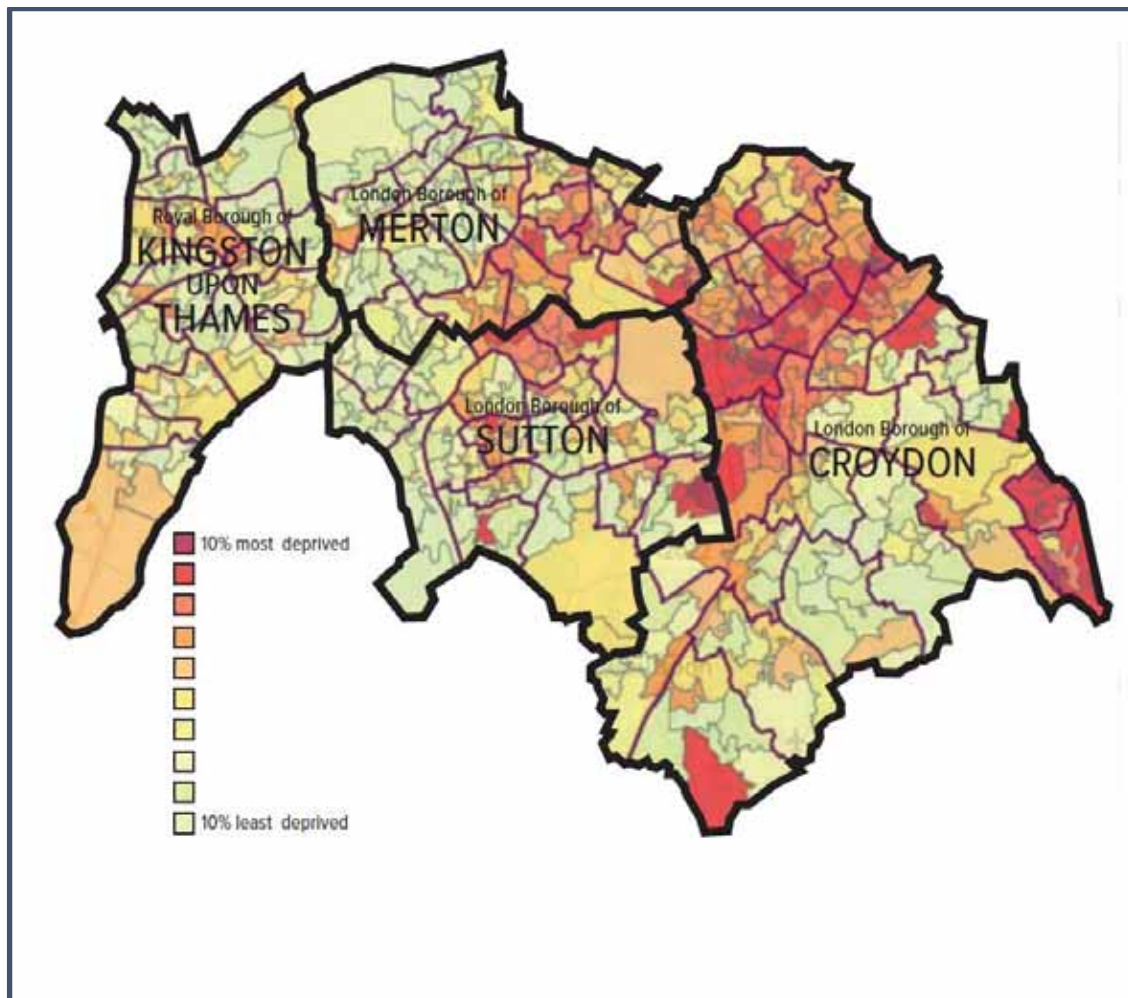 London Borough of
MERTON
Royal Borough of
KINGSTON
UPON
THAMES
London Borough of
SUTTON
London Borough of
CROYDON
10% most deprived
10% least deprived